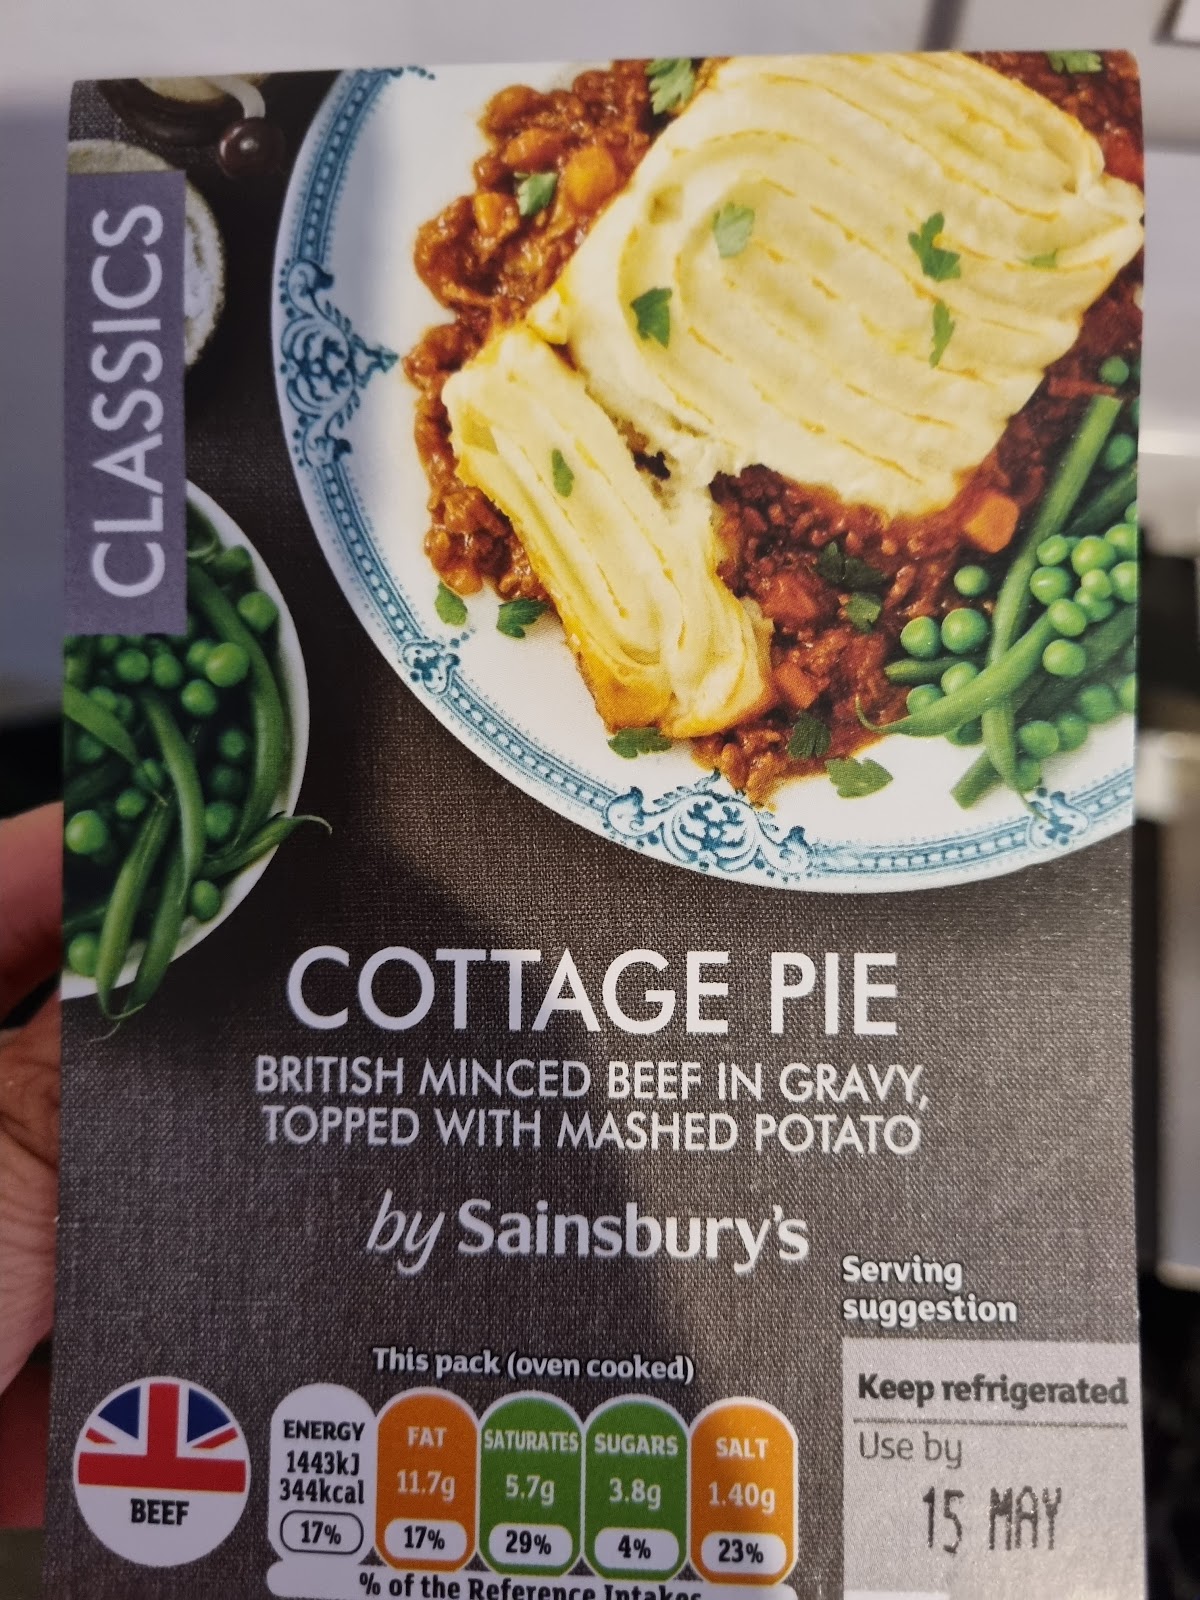 CLASSICS
COTTAGE PIE
BRITISH MINCED BEEF IN GRAVY,
TOPPED WITH MASHED POTATO
by Sainsbury's
Serving
suggestion
This pack (oven cooked)
BEEF
ENERGY
1443kJ
344kcal
17%
FAT
11.7g
17%
SATURATES
5.7g
29%
SUGARS
3.8g
4%
SALT
1.40g
23%
% of the Reference Intakes
Keep refrigerated
Use by
15 MAY